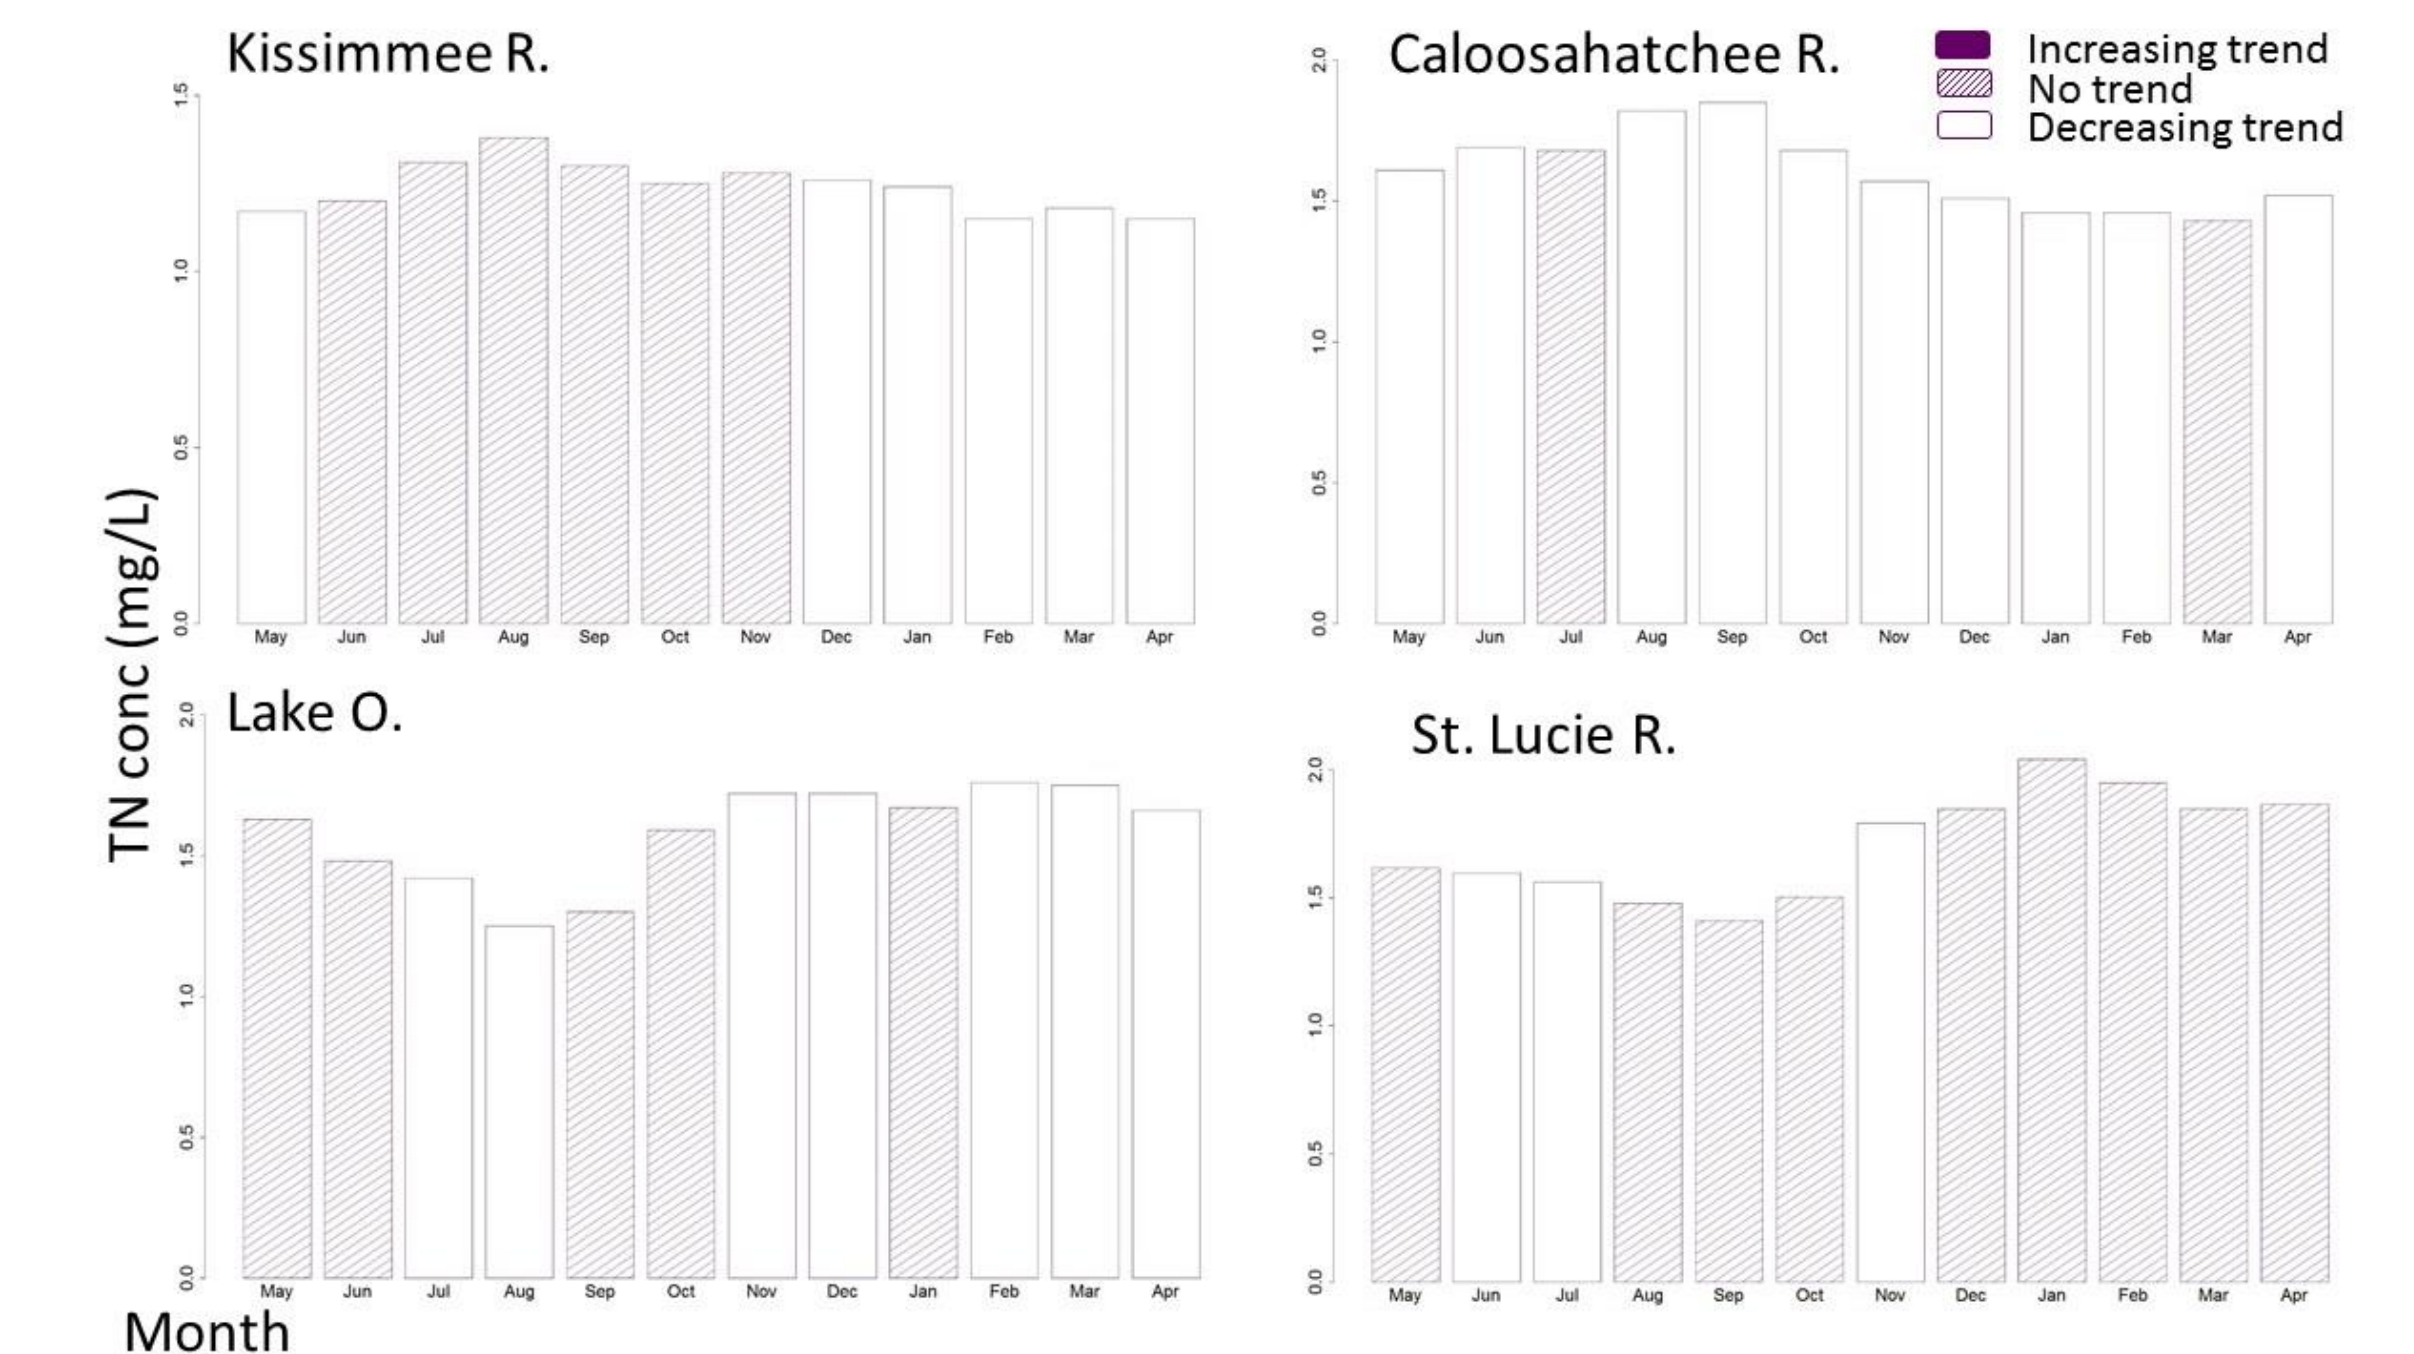 Kissimmee R.
1.5
1.0
0.5
0.0
May Jun Jul Aug Sep Oct Nov Dec Jan Feb Mar Apr
Caloosahatchee R.
Increasing trend
No trend
Decreasing trend
2.0
1.5
1.0
0.5
0.0
May Jun Jul Aug Sep Oct Nov Dec Jan Feb Mar Apr
TN conc (mg/L)
Lake O.
2.0
1.5
1.0
0.5
0.0
May Jun Jul Aug Sep Oct Nov Dec Jan Feb Mar Apr
St. Lucie R.
2.0
1.5
1.0
0.5
0.0
May Jun Jul Aug Sep Oct Nov Dec Jan Feb Mar Apr
Month